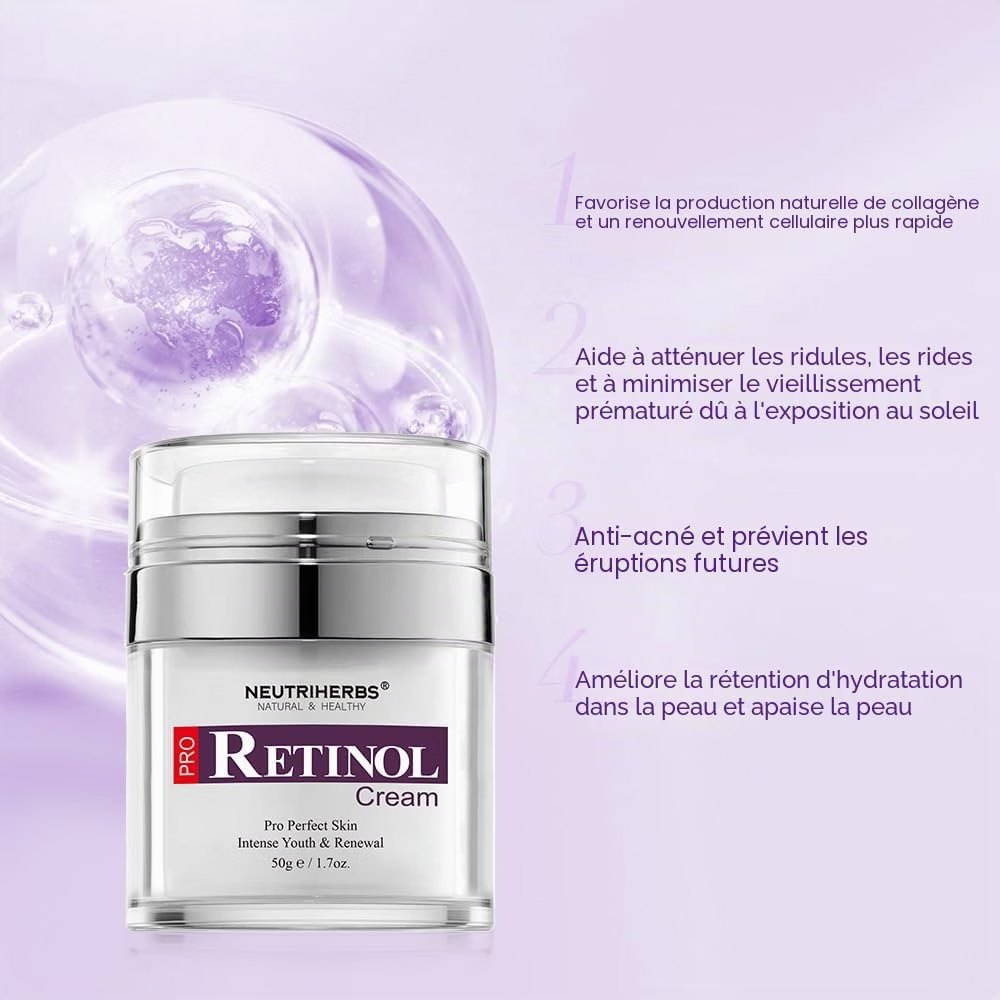 1
Favorise la production naturelle de collagène
et un renouvellement cellulaire plus rapide
2
Aide à atténuer les ridules, les rides
et à minimiser le vieillissement
prématuré dû à l'exposition au soleil
3
Anti-acné et prévient les
éruptions futures
4
Améliore la rétention d'hydratation
dans la peau et apaise la peau
NEUTRIHERBS®
NATURAL & HEALTHY
PRO
RETINOL
Cream
Pro Perfect Skin
Intense Youth & Renewal
50g e / 1.7oz.